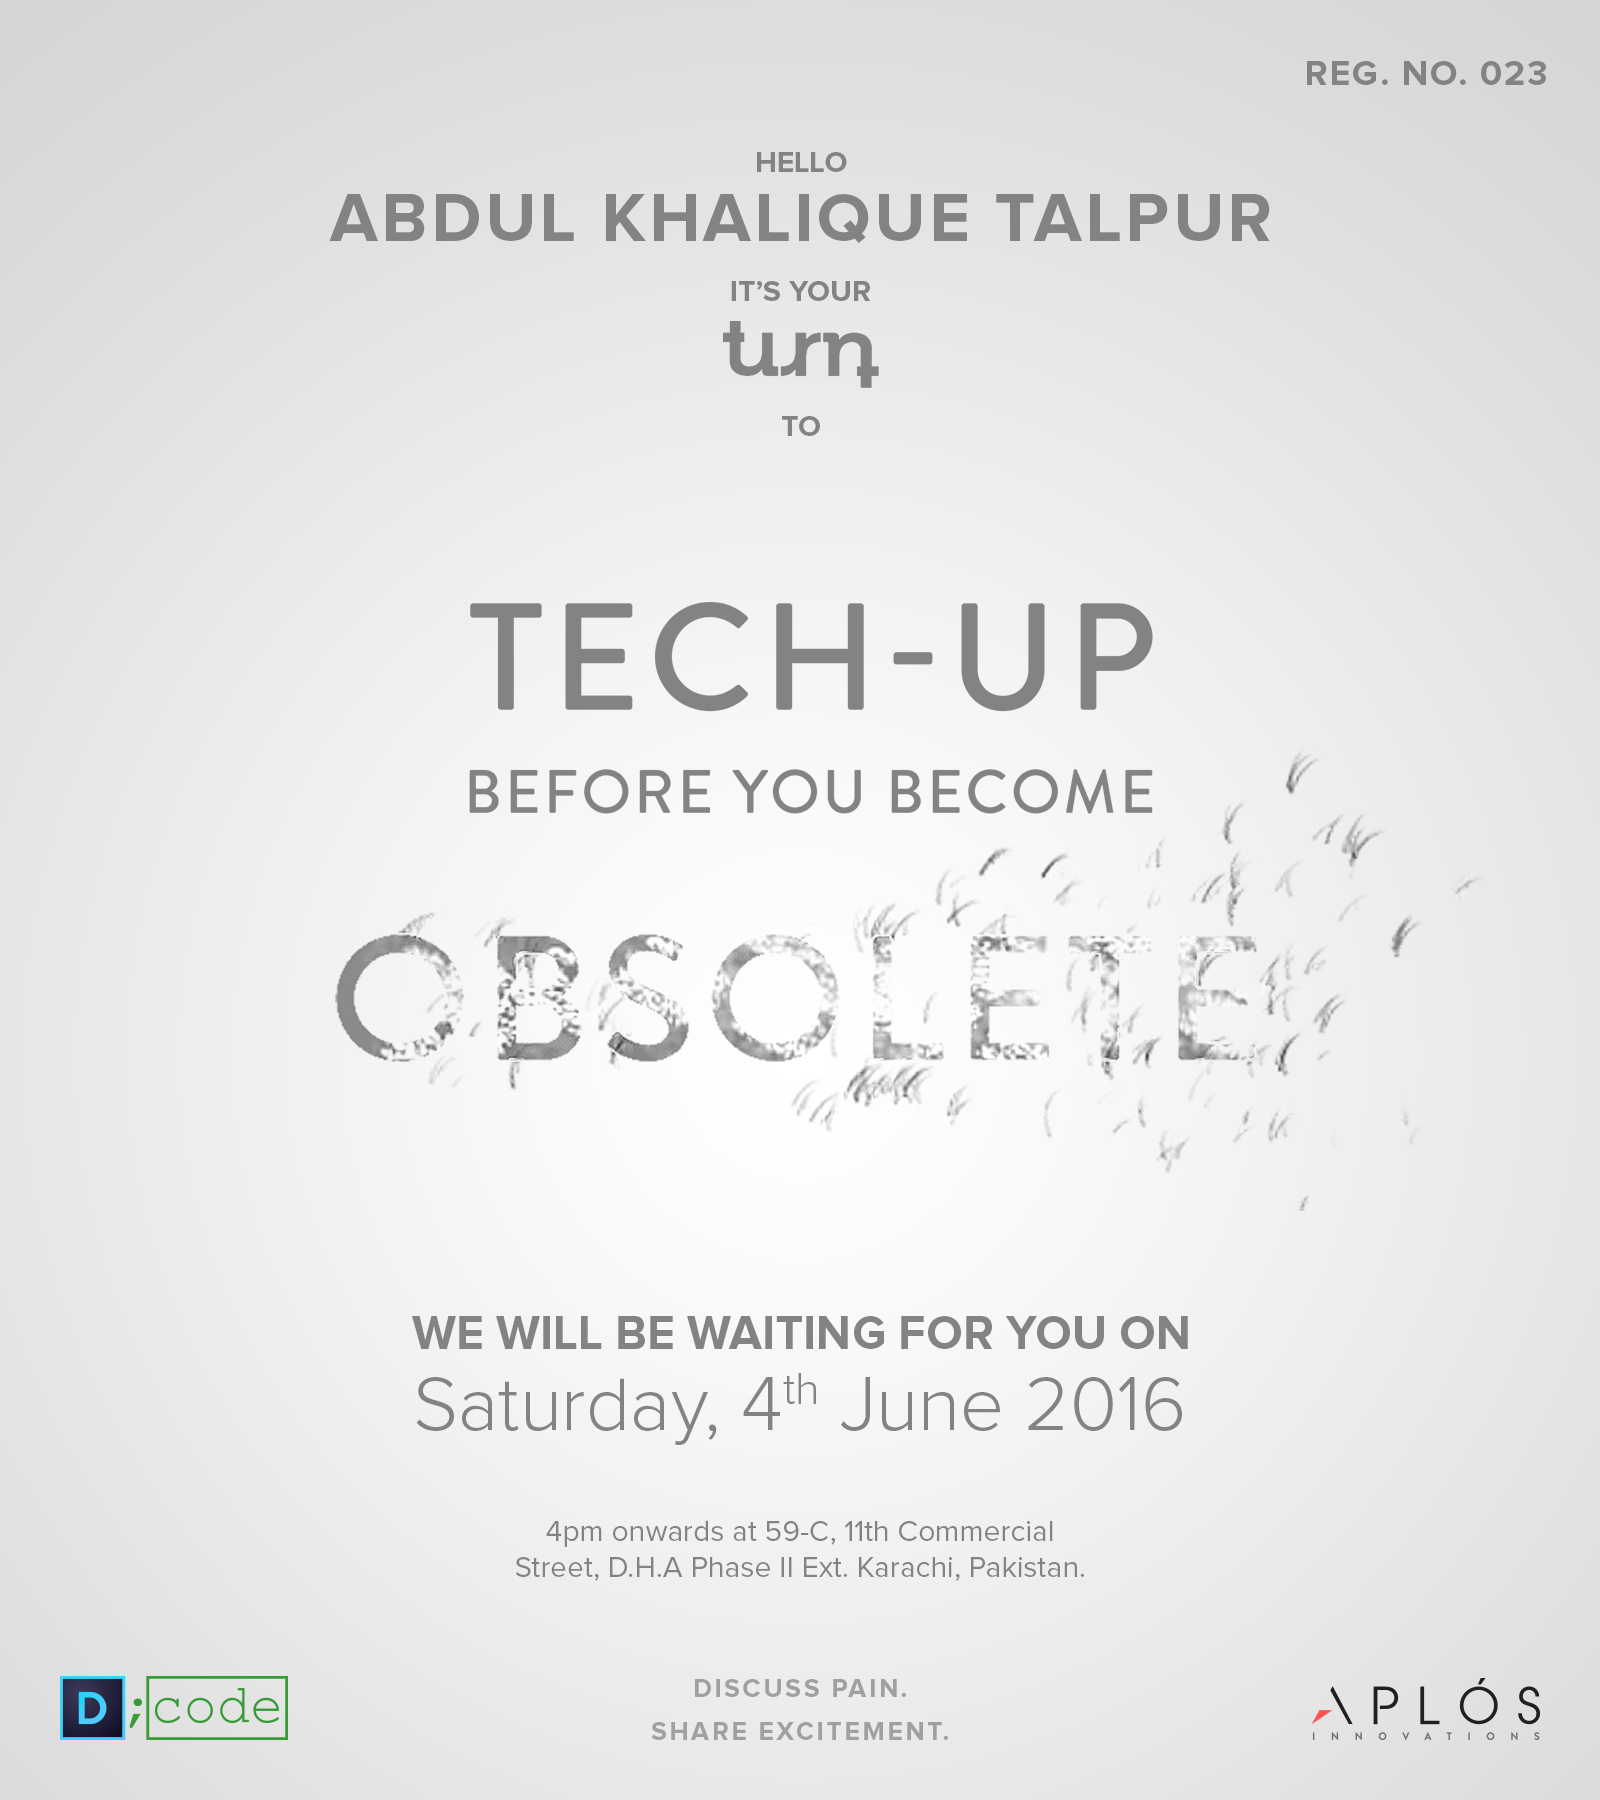 REG. NO. 023
HELLO
ABDUL KHALIQUE TALPUR
IT'S YOUR
turn
TO
TECH-UP
BEFORE YOU BECOME
OBSOLETE
WE WILL BE WAITING FOR YOU ON
Saturday, 4th June 2016
4pm onwards at 59-C, 11th Commercial
Street, D.H.A Phase II Ext. Karachi, Pakistan.
D;code
DISCUSS PAIN.
SHARE EXCITEMENT.
APLÓS
INNOVATIONS